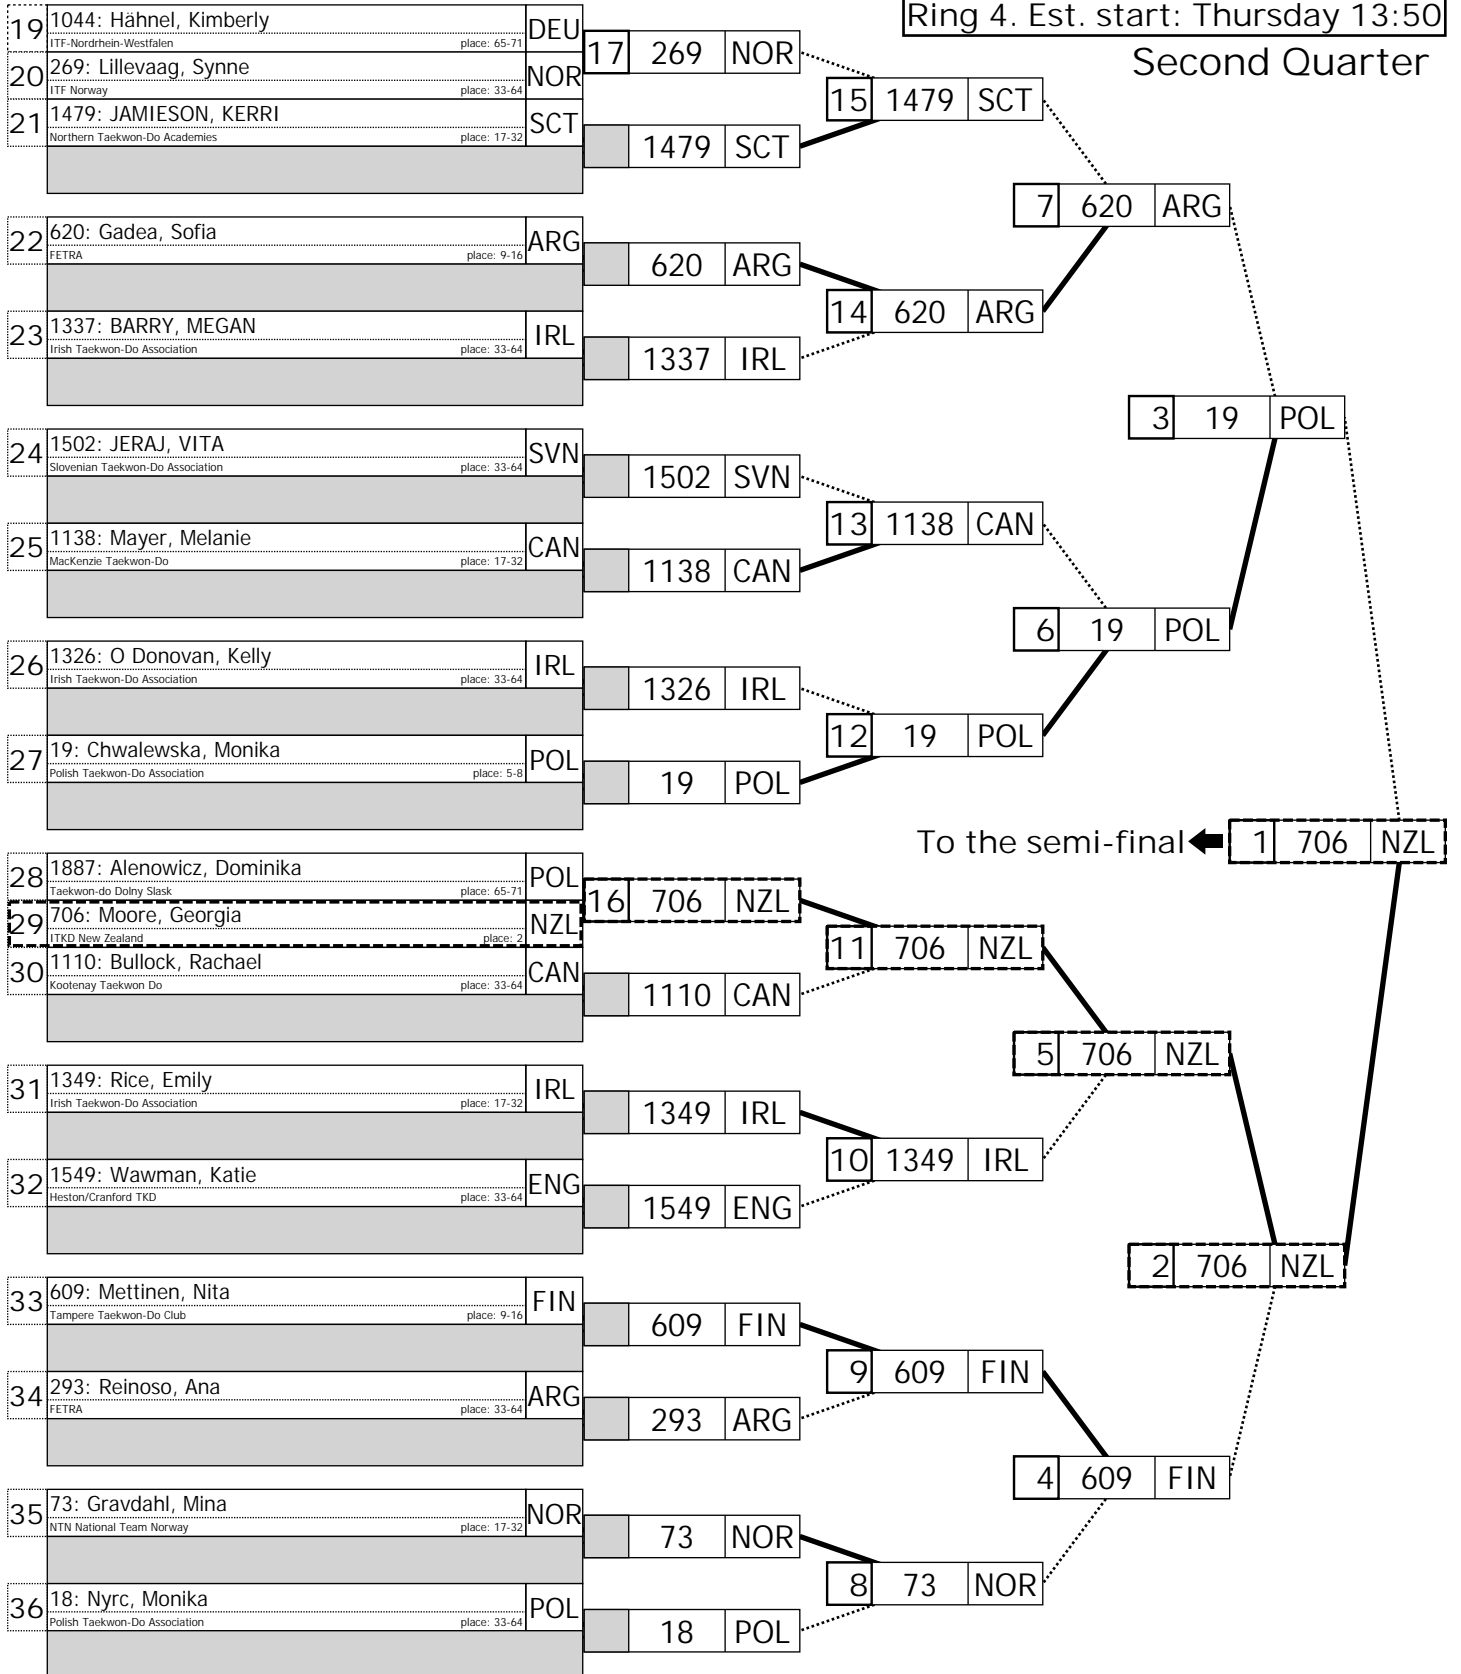 Ring 4. Est. start: Thursday 13:50
Second Quarter
19 1044: Hähnel, Kimberly DEU
ITF-Nordrhein-Westfalen place: 65-71
20 269: Lillevaag, Synne NOR
ITF Norway place: 33-64
21 1479: JAMIESON, KERRI SCT
Northern Taekwon-Do Academies place: 17-32
22 620: Gadea, Sofia ARG
FETRA place: 9-16
23 1337: BARRY, MEGAN IRL
Irish Taekwon-Do Association place: 33-64
24 1502: JERAJ, VITA SVN
Slovenian Taekwon-Do Association place: 33-64
25 1138: Mayer, Melanie CAN
MacKenzie Taekwon-Do place: 17-32
26 1326: O Donovan, Kelly IRL
Irish Taekwon-Do Association place: 33-64
27 19: Chwalewska, Monika POL
Polish Taekwon-Do Association place: 5-8
28 1887: Alenowicz, Dominika POL
Taekwon-do Dolny Slask place: 65-71
29 706: Moore, Georgia NZL
ITKD New Zealand place: 2
30 1110: Bullock, Rachael CAN
Kootenay Taekwon Do place: 33-64
31 1349: Rice, Emily IRL
Irish Taekwon-Do Association place: 17-32
32 1549: Wawman, Katie ENG
Heston/Cranford TKD place: 33-64
33 609: Mettinen, Nita FIN
Tampere Taekwon-Do Club place: 9-16
34 293: Reinoso, Ana ARG
FETRA place: 33-64
35 73: Gravdahl, Mina NOR
NTN National Team Norway place: 17-32
36 18: Nyrc, Monika POL
Polish Taekwon-Do Association place: 33-64
17 269 NOR
1479 SCT
620 ARG
1337 IRL
1502 SVN
1138 CAN
1326 IRL
19 POL
16 706 NZL
1110 CAN
1349 IRL
1549 ENG
609 FIN
293 ARG
73 NOR
18 POL
15 1479 SCT
14 620 ARG
13 1138 CAN
12 19 POL
11 706 NZL
10 1349 IRL
9 609 FIN
8 73 NOR
7 620 ARG
6 19 POL
5 706 NZL
4 609 FIN
3 19 POL
2 706 NZL
To the semi-final 1 706 NZL